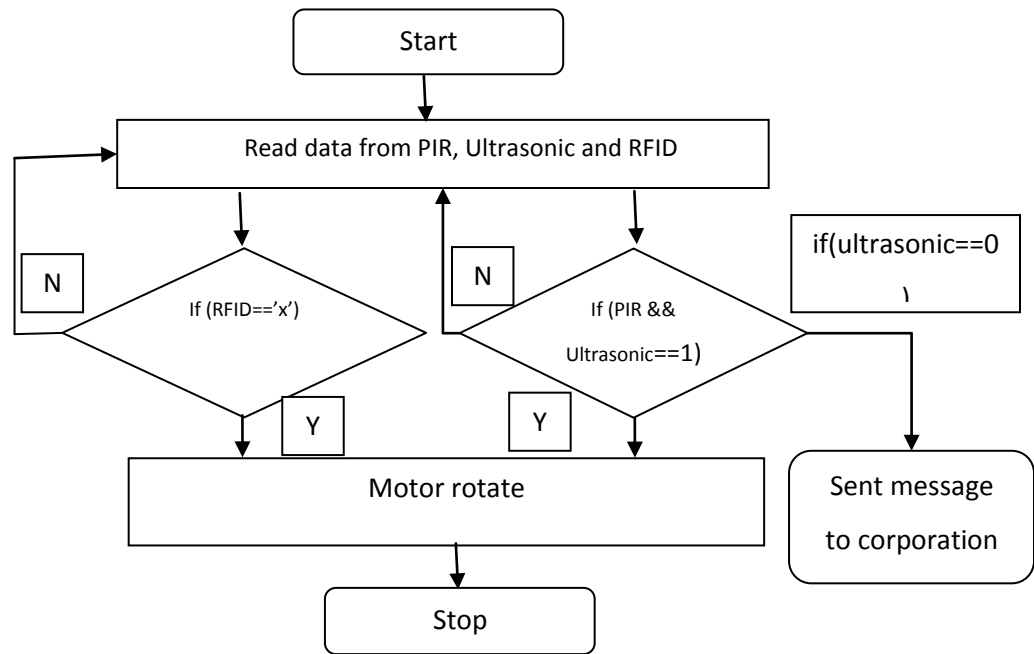 Start
Read data from PIR, Ultrasonic and RFID
N
If (RFID==’x’)
N
If (PIR &&
Ultrasonic==1)
if(ultrasonic==0
)
Y
Y
Motor rotate
Sent message
to corporation
Stop